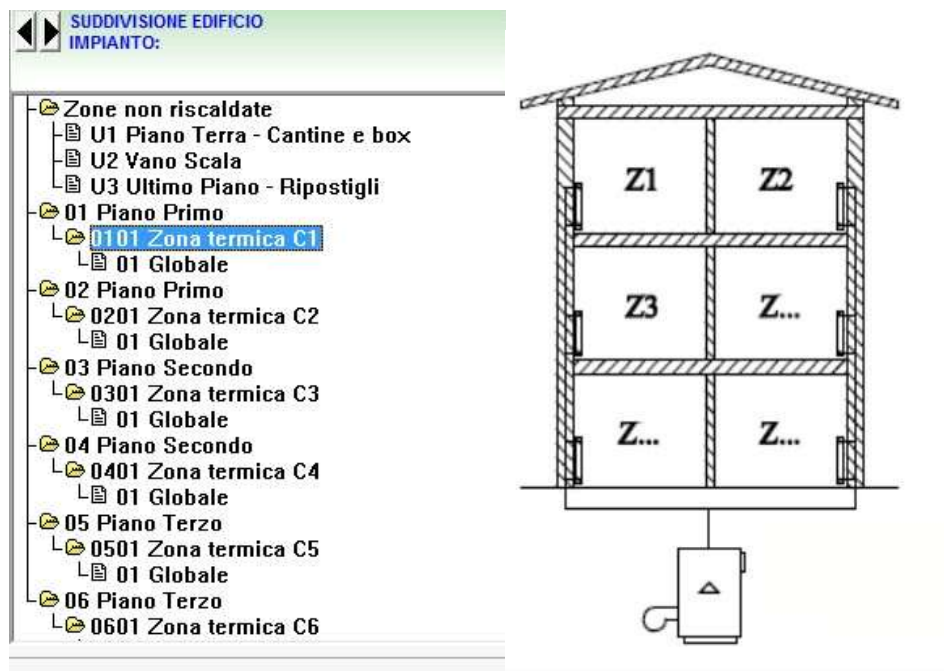 SUDDIVISIONE EDIFICIO
IMPIANTO:
Zone non riscaldate
U1 Piano Terra - Cantine e box
U2 Vano Scala
U3 Ultimo Piano - Ripostigli
01 Piano Primo
0101 Zona termica C1
01 Globale
02 Piano Primo
0201 Zona termica C2
01 Globale
03 Piano Secondo
0301 Zona termica C3
01 Globale
04 Piano Secondo
0401 Zona termica C4
01 Globale
05 Piano Terzo
0501 Zona termica C5
01 Globale
06 Piano Terzo
0601 Zona termica C6
Z1 Z2
Z3 Z...
Z... Z...